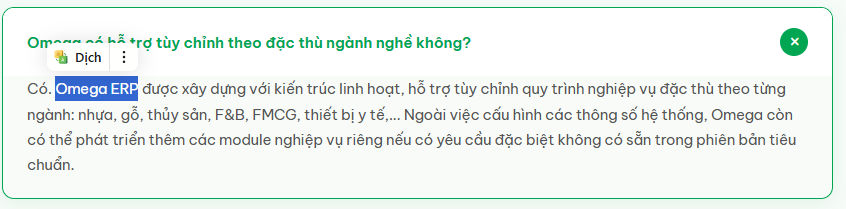 Omega có hỗ trợ tùy chỉnh theo đặc thù ngành nghề không?
Dịch
Có. Omega ERP được xây dựng với kiến trúc linh hoạt, hỗ trợ tùy chỉnh quy trình nghiệp vụ đặc thù theo từng
ngành: nhựa, gỗ, thủy sản, F&B, FMCG, thiết bị y tế,... Ngoài việc cấu hình các thông số hệ thống, Omega còn
có thể phát triển thêm các module nghiệp vụ riêng nếu có yêu cầu đặc biệt không có sẵn trong phiên bản tiêu
chuẩn.